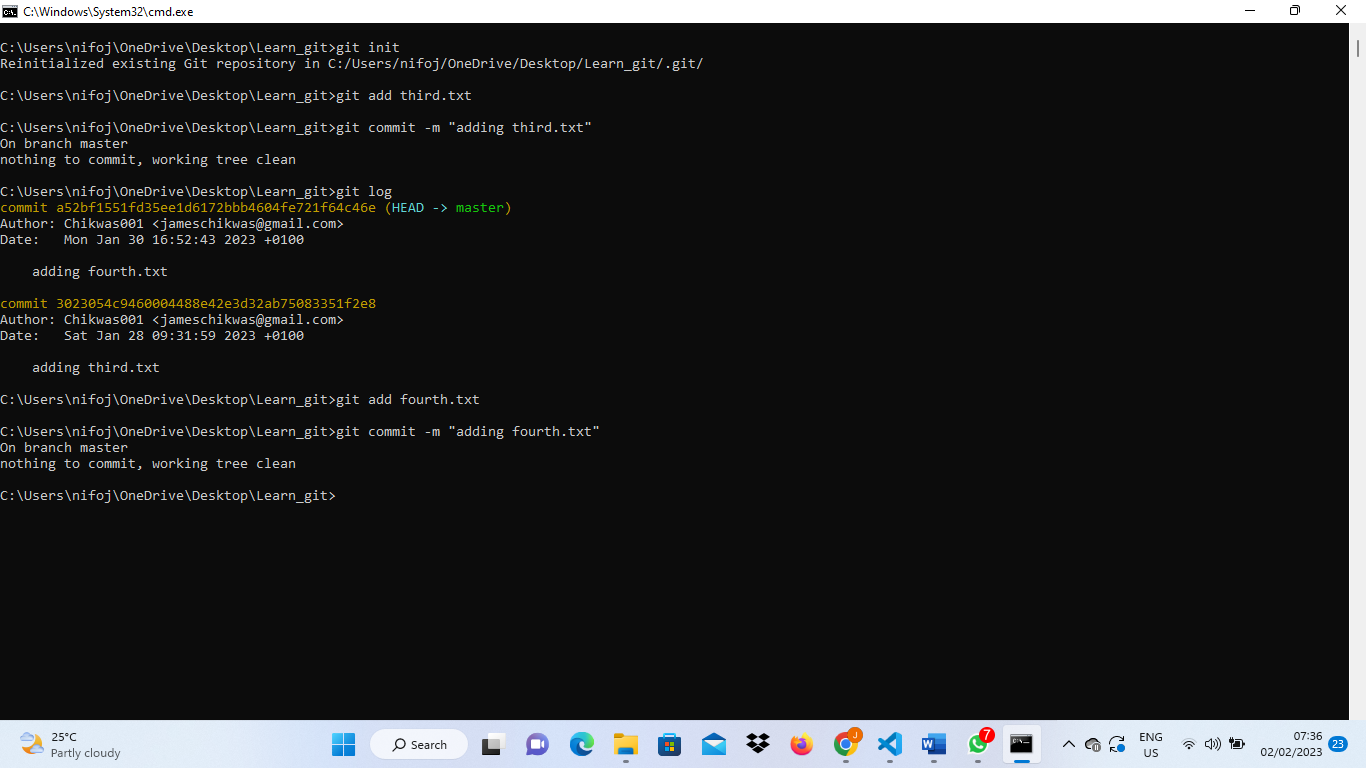 C:\Windows\System32\cmd.exe
C:\Users\nifoj\OneDrive\Desktop\Learn_git>git init
Reinitialized existing Git repository in C:/Users/nifoj/OneDrive/Desktop/Learn_git/.git/
C:\Users\nifoj\OneDrive\Desktop\Learn_git>git add third.txt
C:\Users\nifoj\OneDrive\Desktop\Learn_git>git commit -m "adding third.txt"
On branch master
nothing to commit, working tree clean
C:\Users\nifoj\OneDrive\Desktop\Learn_git>git log
commit a52bf1551fd35ee1d6172bbb4604fe721f64c46e (HEAD -> master)
Author: Chikwas001 <jameschikwas@gmail.com>
Date:   Mon Jan 30 16:52:43 2023 +0100
    adding fourth.txt
commit 3023054c9460004488e42e3d32ab75083351f2e8
Author: Chikwas001 <jameschikwas@gmail.com>
Date:   Sat Jan 28 09:31:59 2023 +0100
    adding third.txt
C:\Users\nifoj\OneDrive\Desktop\Learn_git>git add fourth.txt
C:\Users\nifoj\OneDrive\Desktop\Learn_git>git commit -m "adding fourth.txt"
On branch master
nothing to commit, working tree clean
C:\Users\nifoj\OneDrive\Desktop\Learn_git>
25°C
Partly cloudy
Search
J
W
7
ENG
US
07:36
02/02/2023
23